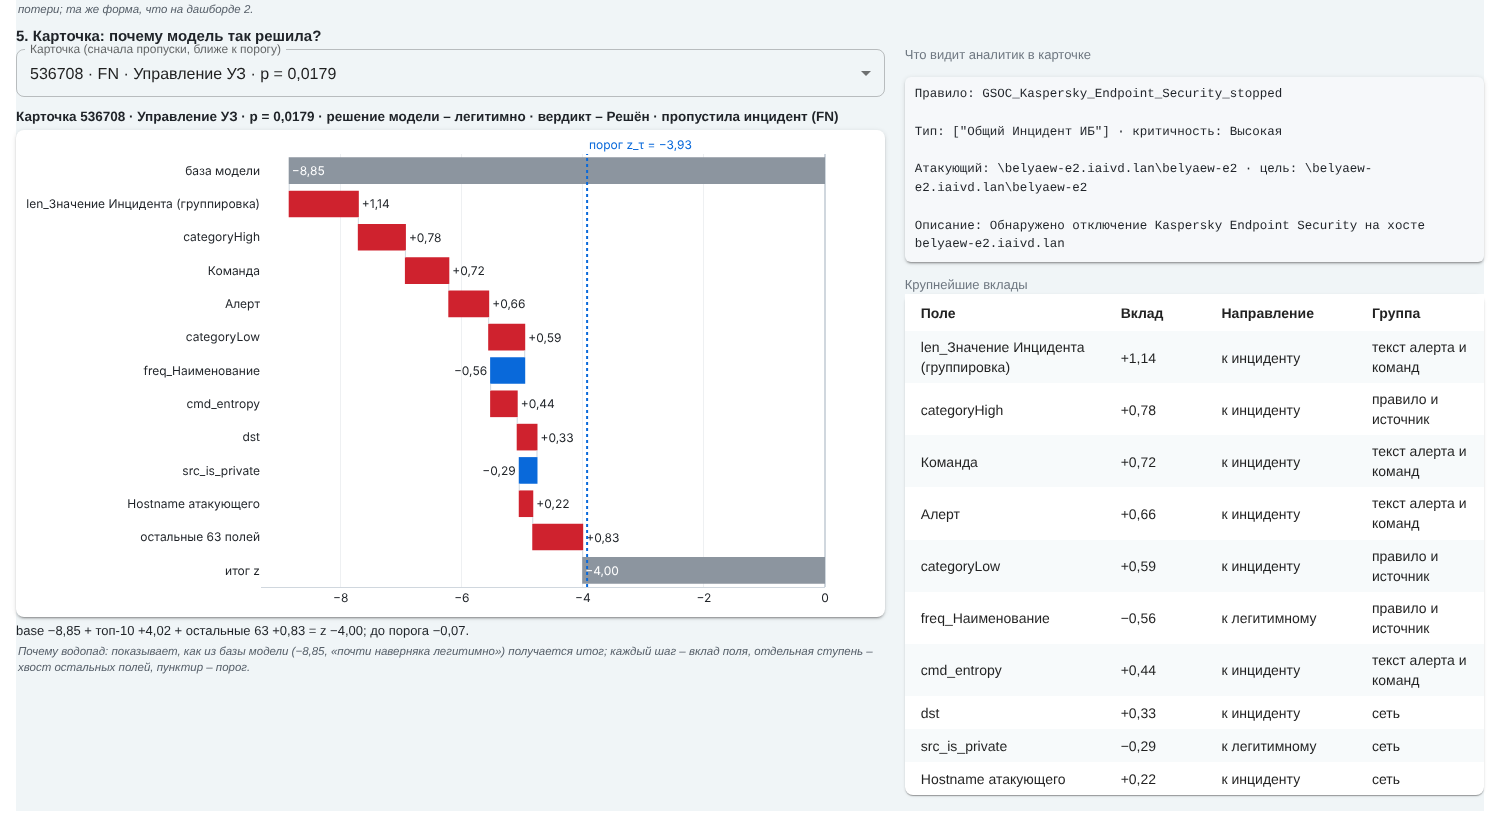 потери; та же форма, что на дашборде 2.
5. Карточка: почему модель так решила?
Карточка (сначала пропуски, ближе к порогу)
536708 · FN · Управление УЗ · p = 0,0179
Карточка 536708 · Управление УЗ · p = 0,0179 · решение модели – легитимно · вердикт – Решён · пропустила инцидент (FN)
порог z_τ = −3,93
база модели
−8,85
len_Значение Инцидента (группировка)
+1,14
categoryHigh
+0,78
Команда
+0,72
Алерт
+0,66
categoryLow
+0,59
freq_Наименование
−0,56
cmd_entropy
+0,44
dst
+0,33
src_is_private
−0,29
Hostname атакующего
+0,22
остальные 63 полей
+0,83
итог z
−4,00
−8
−6
−4
−2
0
base −8,85 + топ-10 +4,02 + остальные 63 +0,83 = z −4,00; до порога −0,07.
Почему водопад: показывает, как из базы модели (−8,85, «почти наверняка легитимно») получается итог; каждый шаг – вклад поля, отдельная ступень –
хвост остальных полей, пунктир – порог.
Что видит аналитик в карточке
Правило: GSOC_Kaspersky_Endpoint_Security_stopped
Тип: ["Общий Инцидент ИБ"] · критичность: Высокая
Атакующий: \belyaew-e2.iaivd.lan\belyaew-e2 · цель: \belyaew-
e2.iaivd.lan\belyaew-e2
Описание: Обнаружено отключение Kaspersky Endpoint Security на хосте
belyaew-e2.iaivd.lan
Крупнейшие вклады
Поле Вклад Направление Группа
len_Значение Инцидента
(группировка) +1,14 к инциденту текст алерта и
команд
categoryHigh +0,78 к инциденту правило и
источник
Команда +0,72 к инциденту текст алерта и
команд
Алерт +0,66 к инциденту текст алерта и
команд
categoryLow +0,59 к инциденту правило и
источник
freq_Наименование −0,56 к легитимному правило и
источник
cmd_entropy +0,44 к инциденту текст алерта и
команд
dst +0,33 к инциденту сеть
src_is_private −0,29 к легитимному сеть
Hostname атакующего +0,22 к инциденту сеть